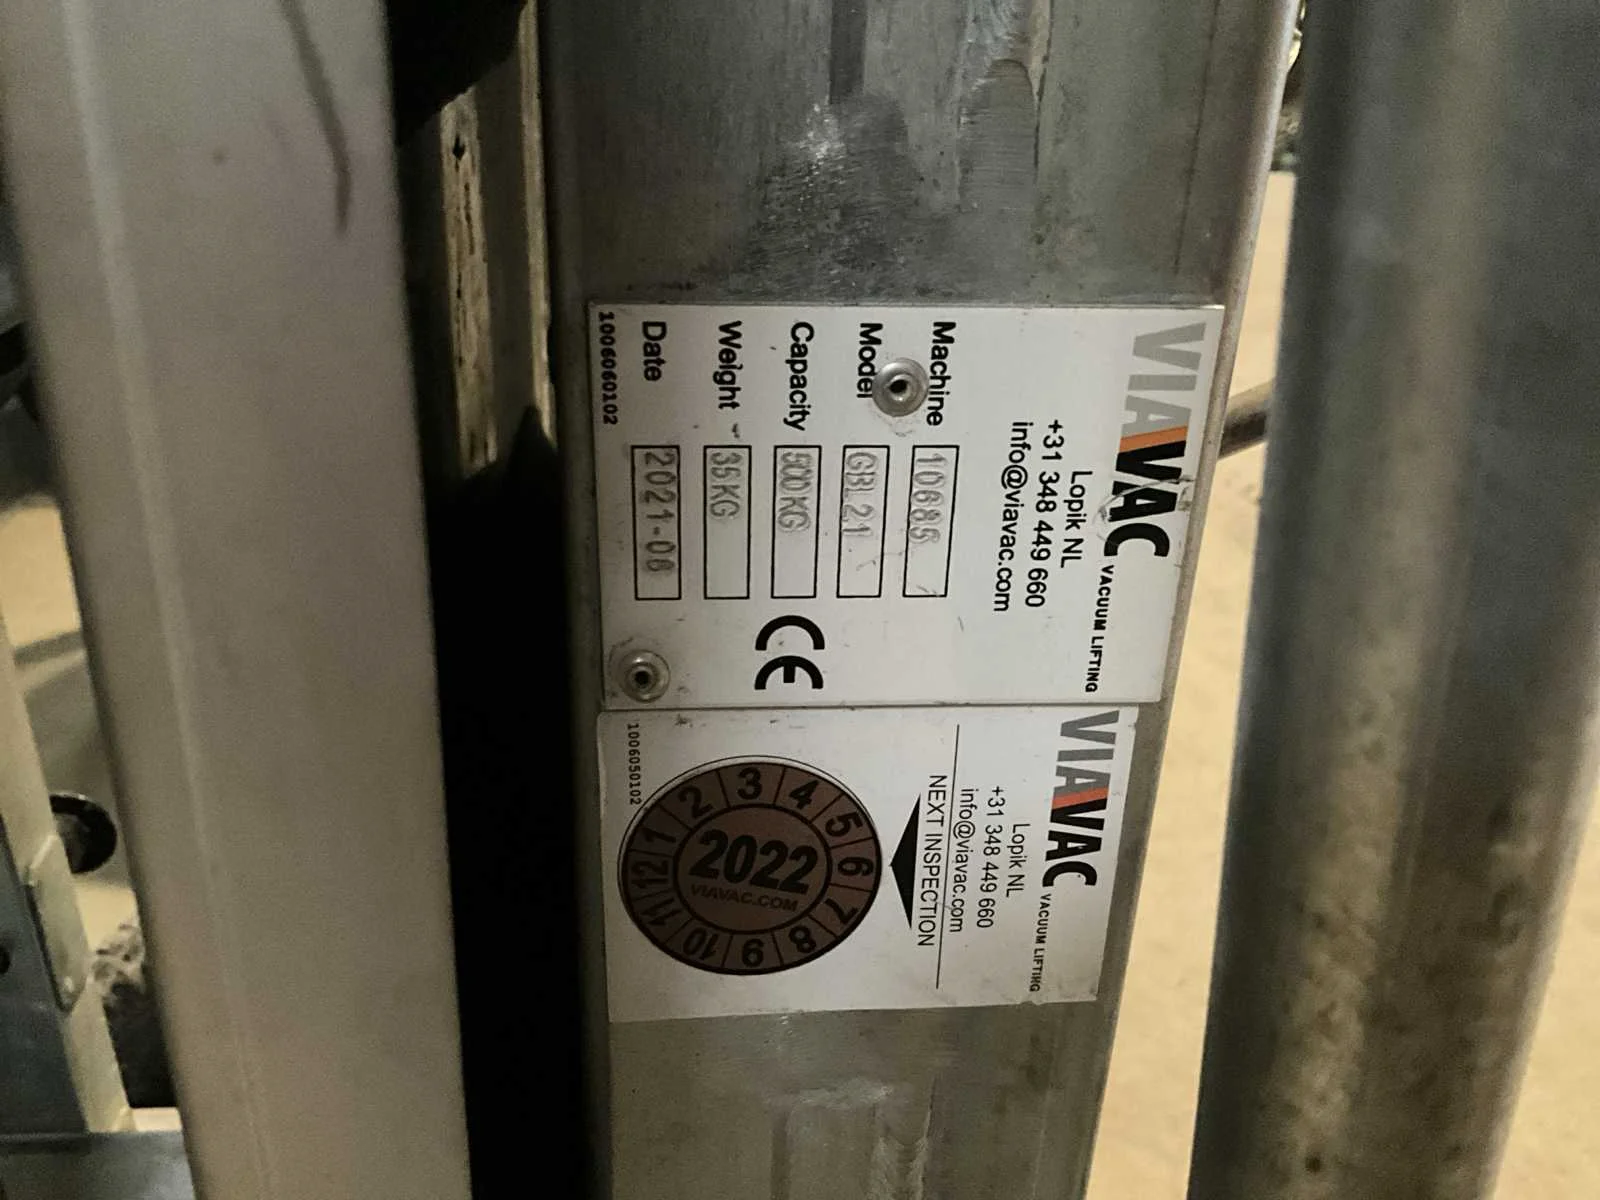 VIAVAC VACUUM LIFTING
Lopik NL
+31 348 449 660
info@viavac.com
Machine 10685
Model GBL 21
Capacity 500KG
Weight 35KG
Date 2021-06
CE
1006060102
VIAVAC VACUUM LIFTING
Lopik NL
+31 348 449 660
info@viavac.com
NEXT INSPECTION
1 2 3 4 5 6 7 8 9 10 11 12
2022
VIAVAC.COM
1006050102